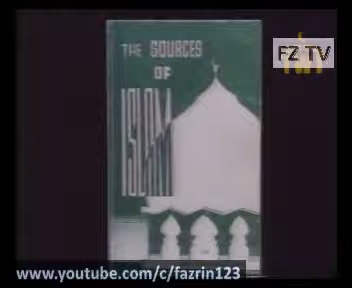 THE SOURCES
OF
ISLAM
FZ TV
www.youtube.com/c/fazrin123